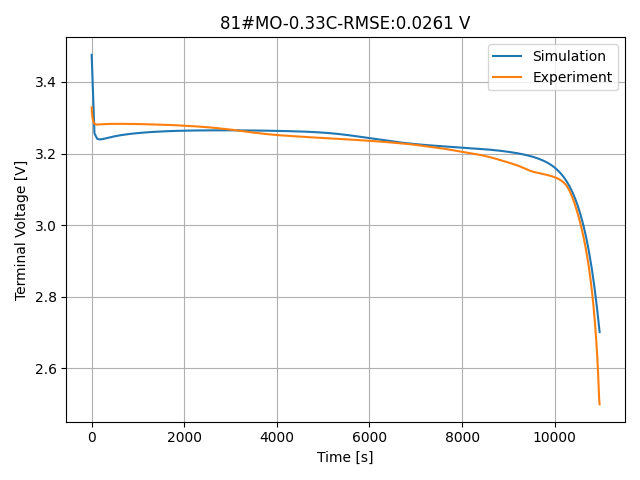 81#MO-0.33C-RMSE:0.0261 V
Simulation
Experiment
3.4
3.2
3.0
2.8
2.6
Terminal Voltage [V]
0 2000 4000 6000 8000 10000
Time [s]